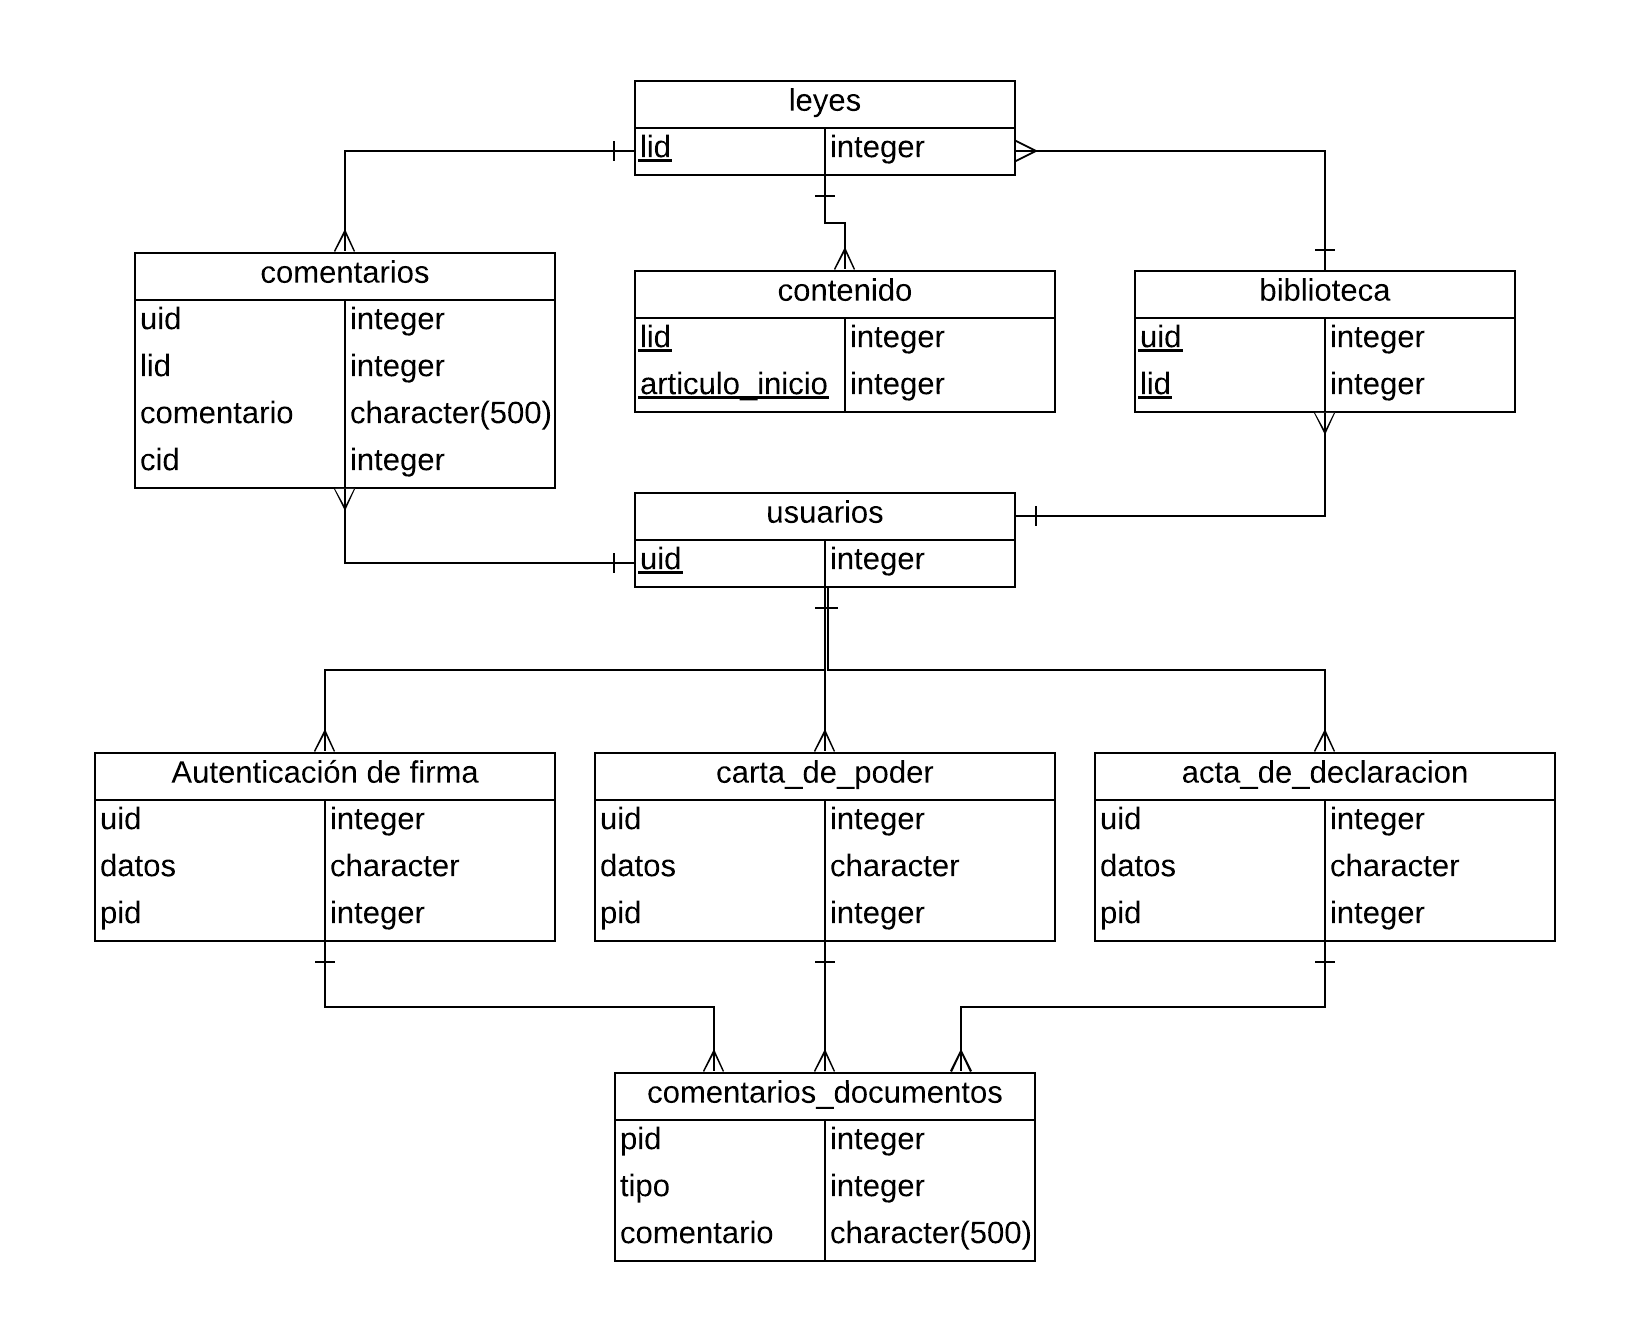 leyes
lid integer
comentarios
uid integer
lid integer
comentario character(500)
cid integer
contenido
lid integer
articulo_inicio integer
biblioteca
uid integer
lid integer
usuarios
uid integer
Autenticación de firma
uid integer
datos character
pid integer
carta_de_poder
uid integer
datos character
pid integer
acta_de_declaracion
uid integer
datos character
pid integer
comentarios_documentos
pid integer
tipo integer
comentario character(500)